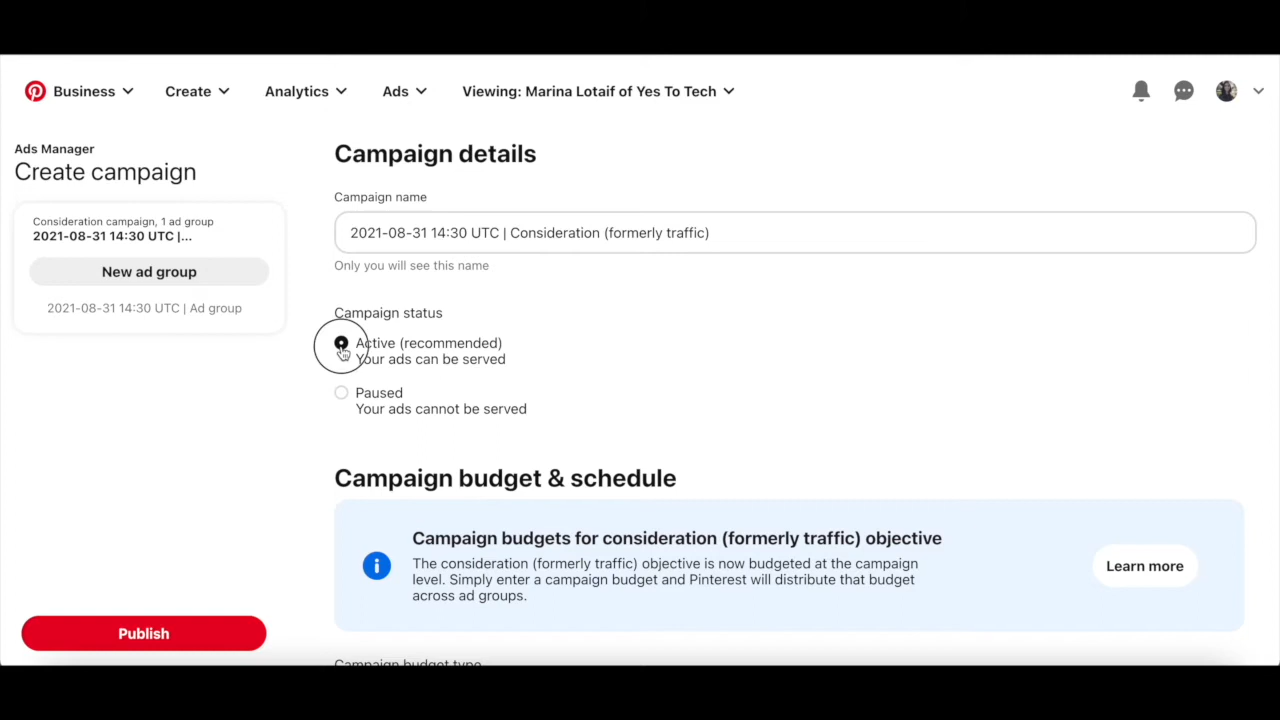 Business
Create
Analytics
Ads
Viewing: Marina Lotaif of Yes To Tech
Ads Manager
Create campaign
Consideration campaign, 1 ad group
2021-08-31 14:30 UTC |...
New ad group
2021-08-31 14:30 UTC | Ad group
Publish
Campaign details
Campaign name
2021-08-31 14:30 UTC | Consideration (formerly traffic)
Only you will see this name
Campaign status
Active (recommended)
Your ads can be served
Paused
Your ads cannot be served
Campaign budget & schedule
Campaign budgets for consideration (formerly traffic) objective
The consideration (formerly traffic) objective is now budgeted at the campaign
level. Simply enter a campaign budget and Pinterest will distribute that budget
across ad groups.
Learn more
Campaign budget type